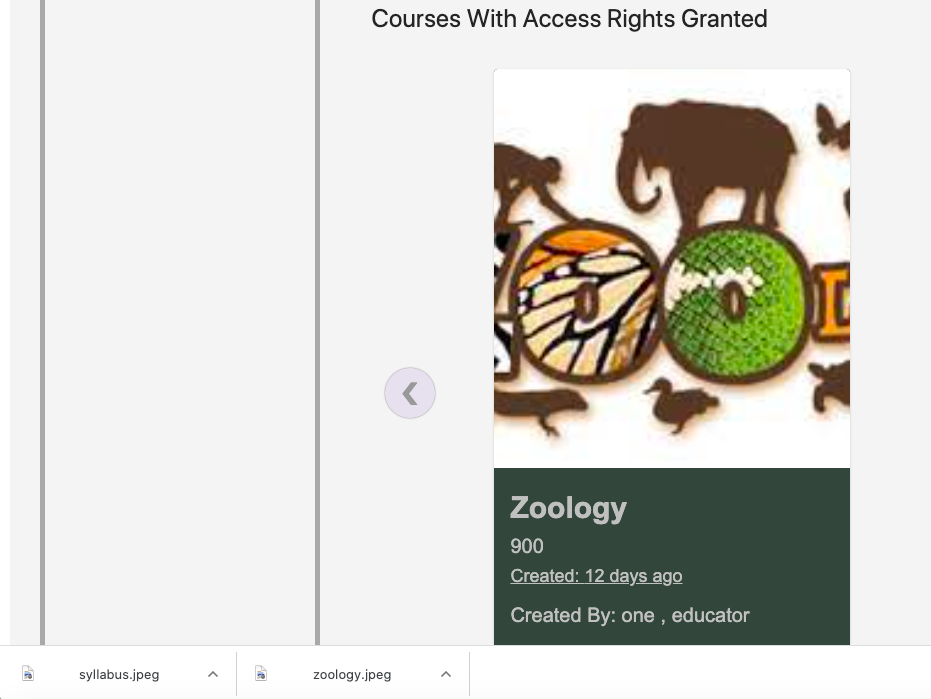 Courses With Access Rights Granted
ZOO
Zoology
900
Created: 12 days ago
Created By: one , educator
syllabus.jpeg
zoology.jpeg